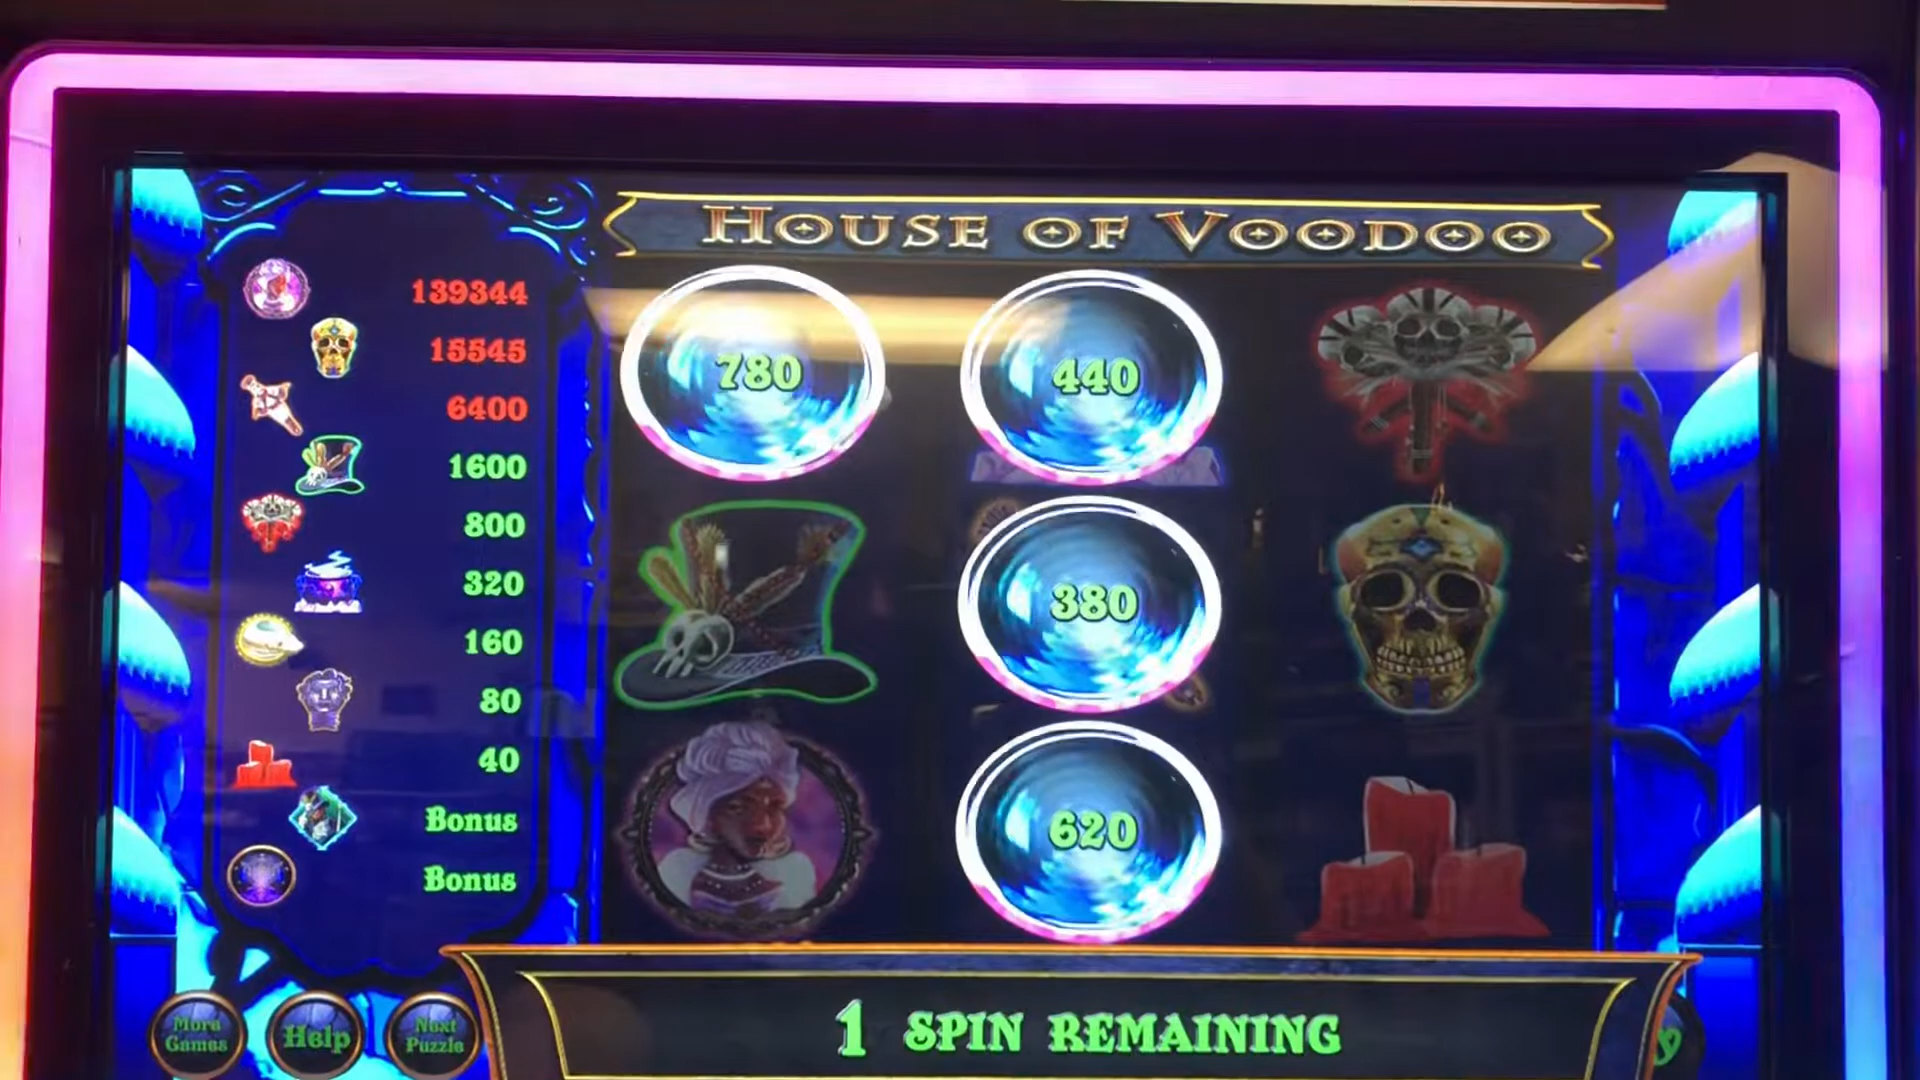 HOUSE OF VOODOO
139344
15545
6400
1600
800
320
160
80
40
Bonus
Bonus
780
440
380
620
More
Games
Help
Next
Puzzle
1 SPIN REMAINING